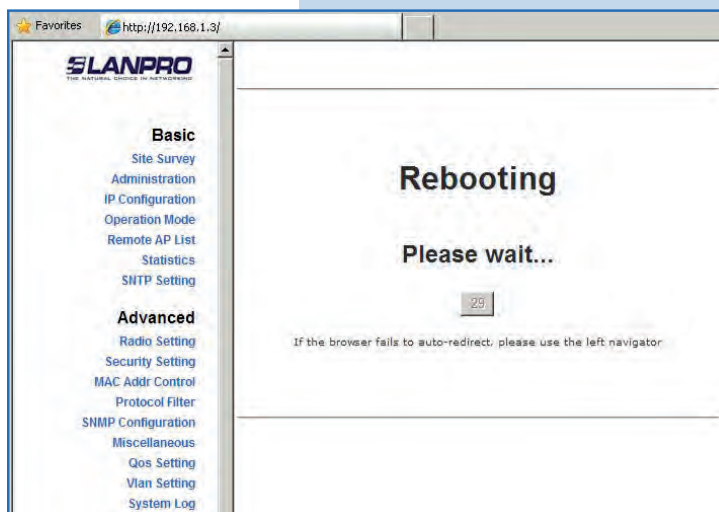 Favorites
http://192.168.1.3/
LANPRO
THE NATURAL CHOICE IN NETWORKING
Basic
Site Survey
Administration
IP Configuration
Operation Mode
Remote AP List
Statistics
SNTP Setting
Advanced
Radio Setting
Security Setting
MAC Addr Control
Protocol Filter
SNMP Configuration
Miscellaneous
Qos Setting
Vlan Setting
System Log
Rebooting
Please wait...
29
If the browser fails to auto-redirect, please use the left navigator